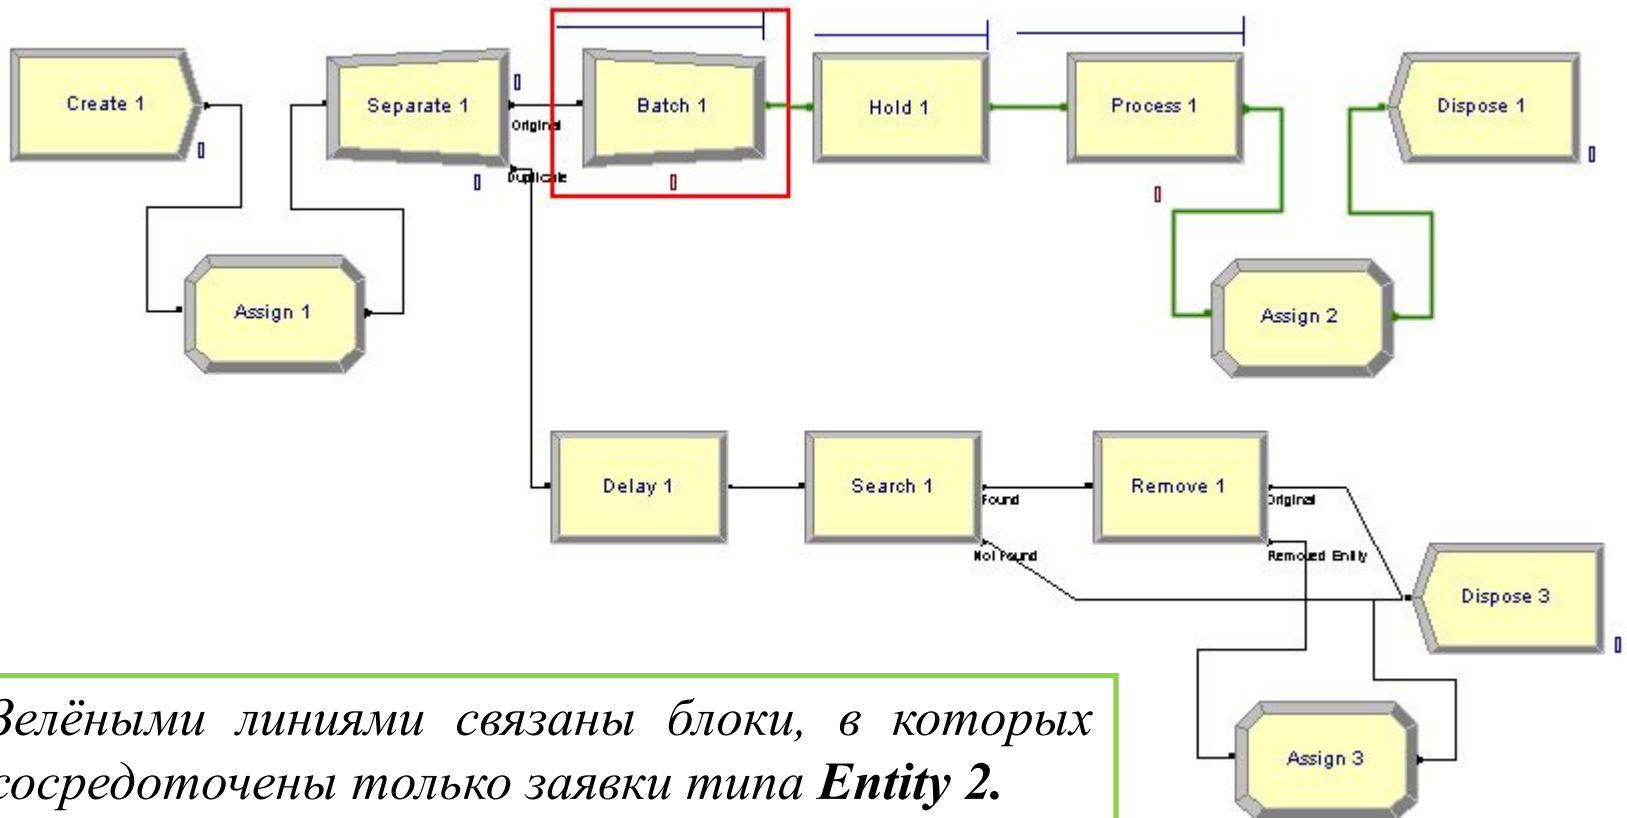 Create 1
Separate 1
Original
Duplicate
Batch 1
Hold 1
Process 1
Dispose 1
Assign 1
Assign 2
Delay 1
Search 1
Found
Not Found
Remove 1
Original
Removed Entity
Dispose 3
Assign 3
Зелёными линиями связаны блоки, в которых
сосредоточены только заявки типа Entity 2.